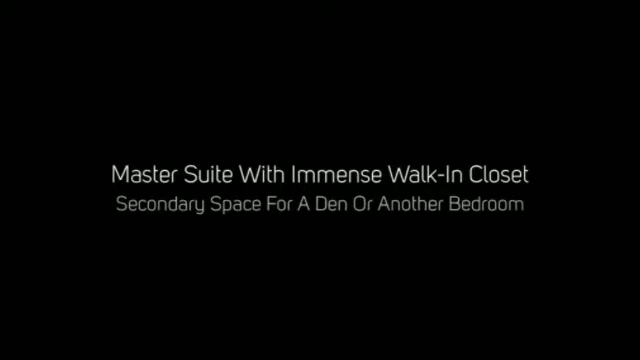 Master Suite With Immense Walk-In Closet
Secondary Space For A Den Or Another Bedroom